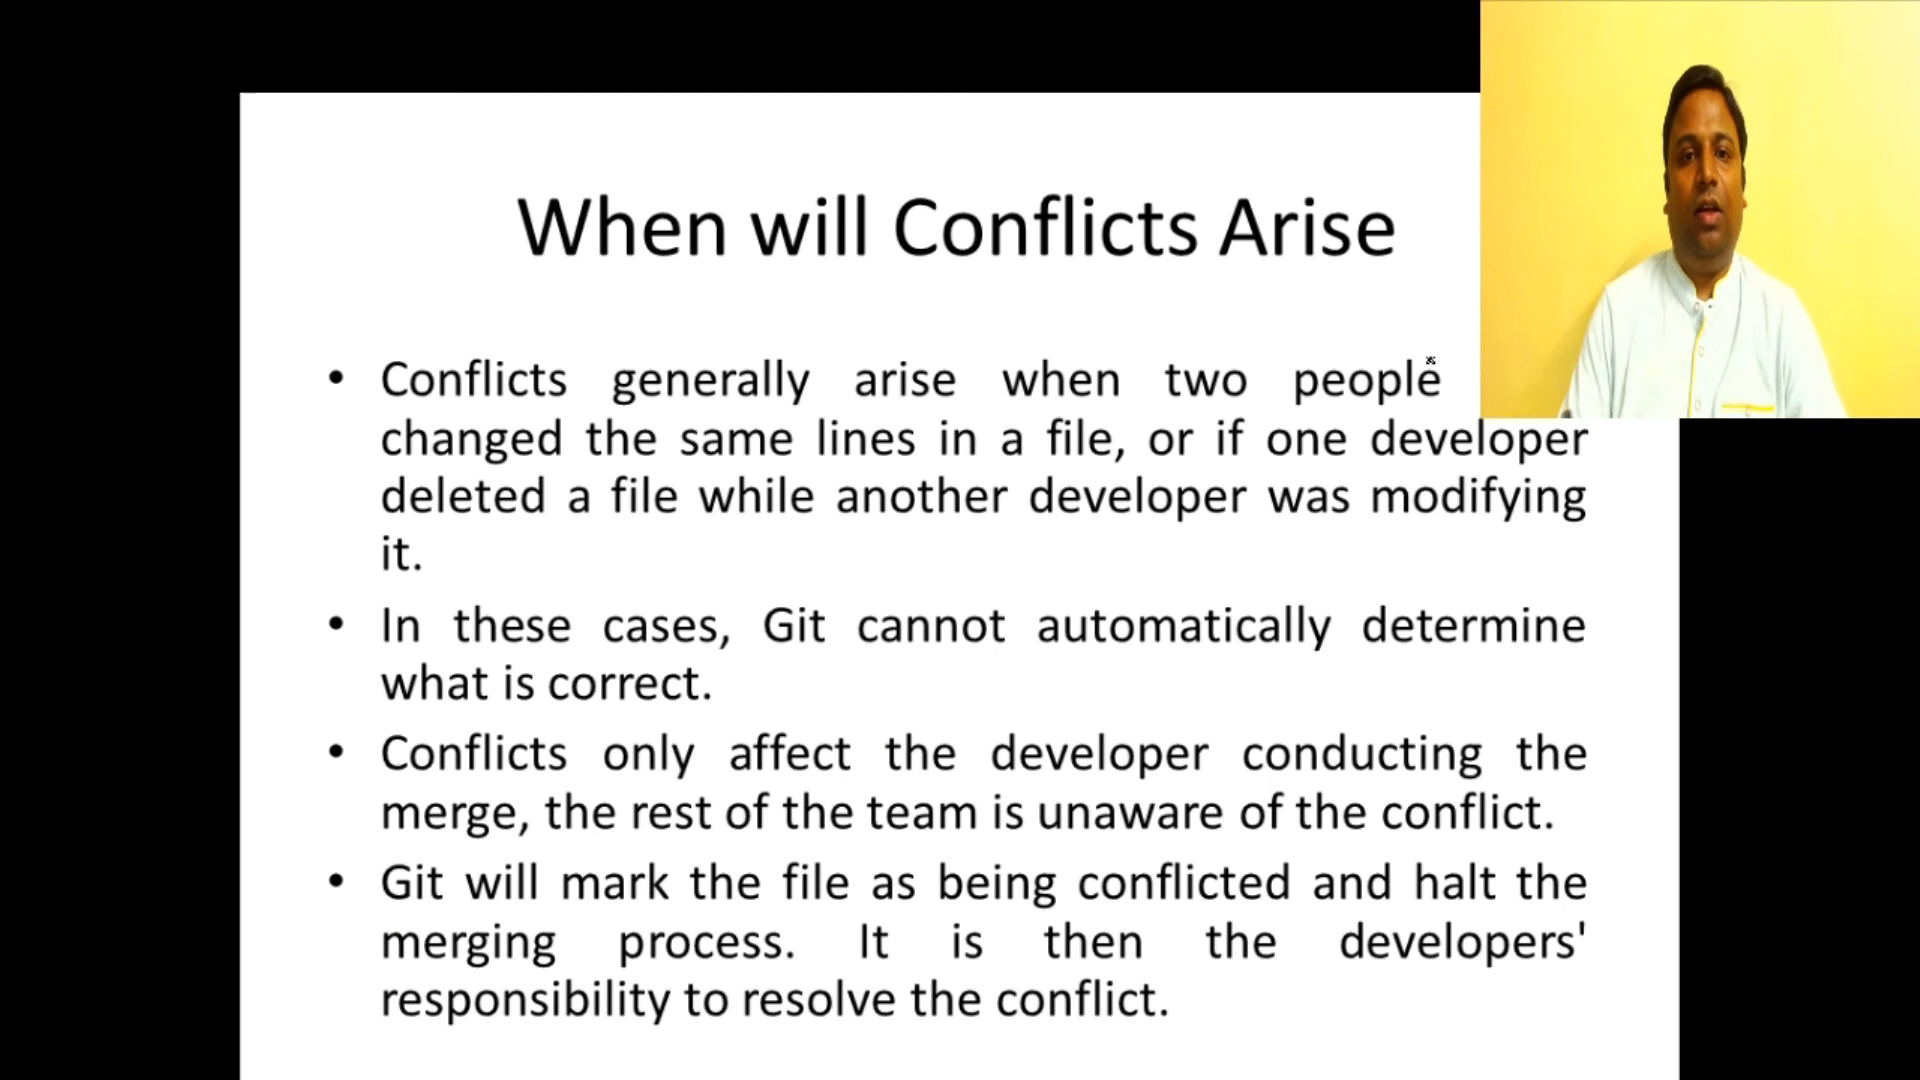 When will Conflicts Arise
• Conflicts generally arise when two people
changed the same lines in a file, or if one developer
deleted a file while another developer was modifying
it.
• In these cases, Git cannot automatically determine
what is correct.
• Conflicts only affect the developer conducting the
merge, the rest of the team is unaware of the conflict.
• Git will mark the file as being conflicted and halt the
merging process. It is then the developers'
responsibility to resolve the conflict.